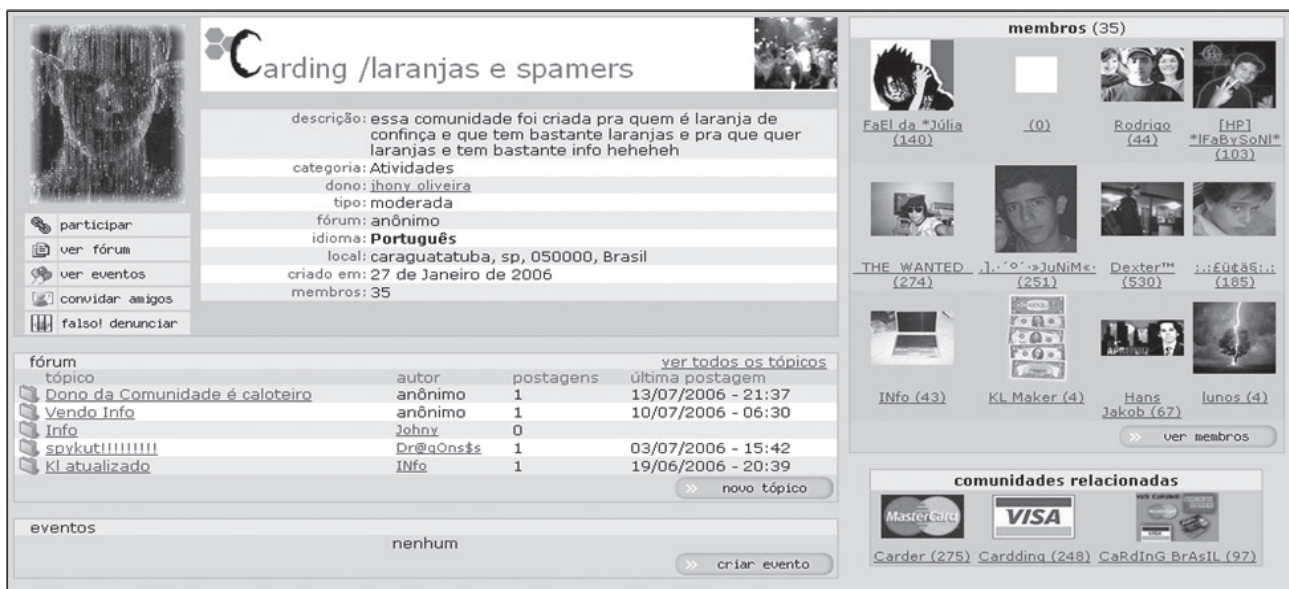 Carding /laranjas e spamers
descrição: essa comunidade foi criada pra quem é laranja de
confinça e que tem bastante laranjas e pra que quer
laranjas e tem bastante info heheheh
categoria: Atividades
dono: jhony oliveira
tipo: moderada
fórum: anônimo
idioma: Português
local: caraguatatuba, sp, 050000, Brasil
criado em: 27 de Janeiro de 2006
membros: 35
participar
ver fórum
ver eventos
convidar amigos
falso! denunciar
fórum ver todos os tópicos
tópico autor postagens última postagem
Dono da Comunidade é caloteiro anônimo 1 13/07/2006 - 21:37
Vendo Info anônimo 1 10/07/2006 - 06:30
Info Johny 0
spykut!!!!!!!!! Dr@gOns$s 1 03/07/2006 - 15:42
Kl atualizado INfo 1 19/06/2006 - 20:39
novo tópico
eventos
nenhum
criar evento
membros (35)
FaEl da *Júlia (0) Rodrigo [HP]
(140) (44) *lFaBySoNl*
(103)
THE WANTED .].·´º´·»JuNiM«· Dexter™ :.:£û¢ã§:.:
(274) (251) (530) (185)
INfo (43) KL Maker (4) Hans lunos (4)
Jakob (67)
ver membros
comunidades relacionadas
MasterCard VISA
Carder (275) Cardding (248) CaRdInG BrAsIL (97)